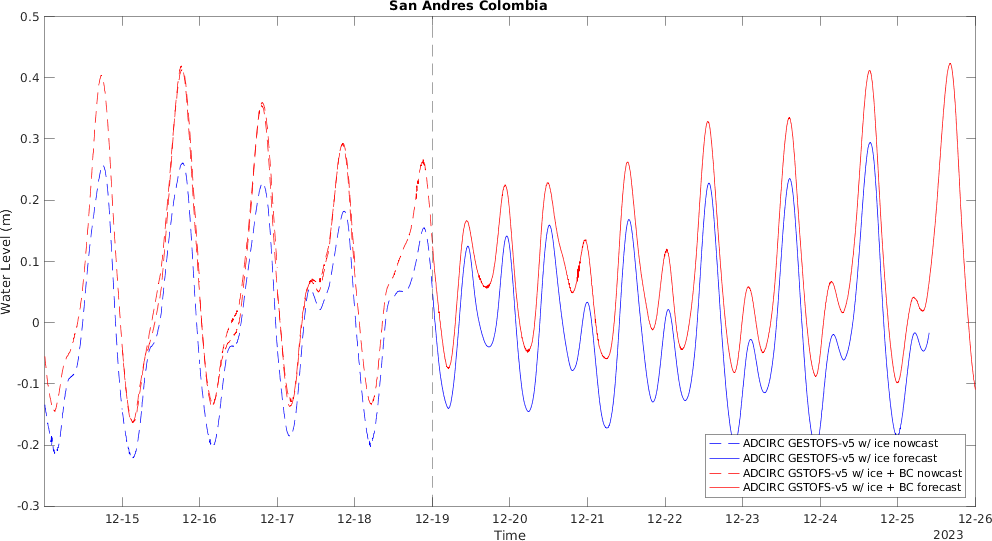 San Andres Colombia
0.5
0.4
0.3
0.2
0.1
0
-0.1
-0.2
-0.3
Water Level (m)
ADCIRC GESTOFS-v5 w/ ice nowcast
ADCIRC GESTOFS-v5 w/ ice forecast
ADCIRC GSTOFS-v5 w/ ice + BC nowcast
ADCIRC GSTOFS-v5 w/ ice + BC forecast
12-15 12-16 12-17 12-18 12-19 12-20 12-21 12-22 12-23 12-24 12-25 12-26
Time
2023